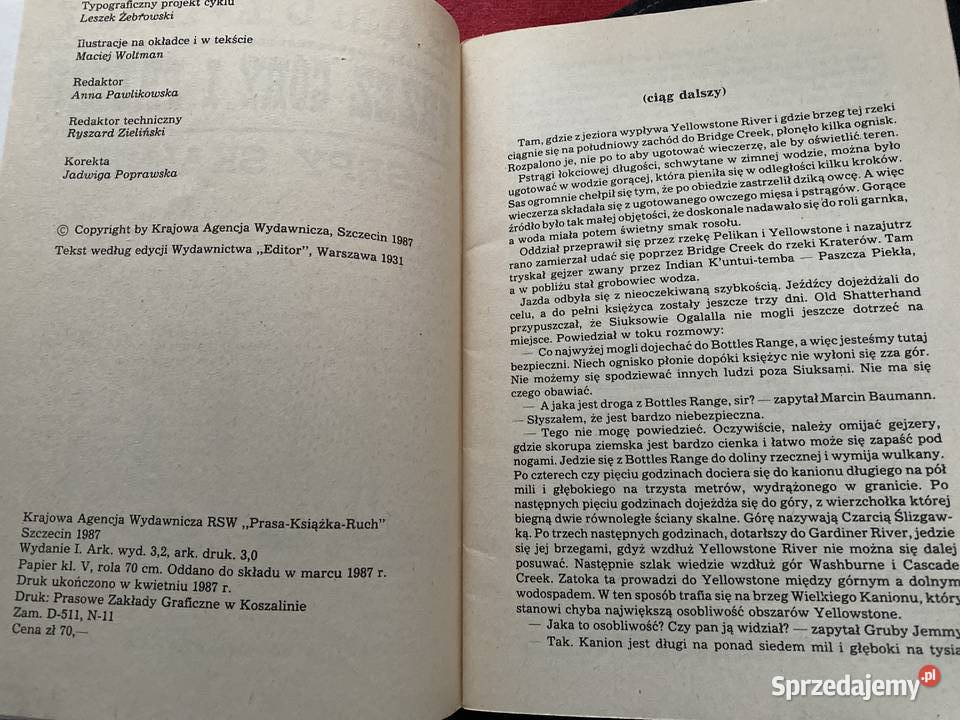 Typograficzny projekt cyklu
Leszek Żebrowski
Ilustracje na okładce i w tekście
Maciej Woltman
Redaktor
Anna Pawlikowska
Redaktor techniczny
Ryszard Zieliński
Korekta
Jadwiga Poprawska
© Copyright by Krajowa Agencja Wydawnicza, Szczecin 1987
Tekst według edycji Wydawnictwa „Editor”, Warszawa 1931
Krajowa Agencja Wydawnicza RSW „Prasa-Książka-Ruch”
Szczecin 1987
Wydanie I. Ark. wyd. 3,2, ark. druk. 3,0
Papier kl. V, rola 70 cm. Oddano do składu w marcu 1987 r.
Druk ukończono w kwietniu 1987 r.
Druk: Prasowe Zakłady Graficzne w Koszalinie
Zam. D-511, N-11
Cena zł 70,—
(ciąg dalszy)
Tam, gdzie z jeziora wypływa Yellowstone River i gdzie brzeg tej rzeki
ciągnie się na południowy zachód do Bridge Creek, płonęło kilka ognisk.
Rozpalono je, nie po to aby ugotować wieczerzę, ale by oświetlić teren.
Pstrągi łokciowej długości, schwytane w zimnej wodzie, można było
ugotować w wodzie gorącej, która pieniła się w odległości kilku kroków.
Sas ogromnie chełpił się tym, że po obiedzie zastrzelił dziką owcę. A więc
wieczerza składała się z ugotowanego owczego mięsa i pstrągów. Gorące
źródło było tak małej objętości, że doskonale nadawało się do roli garnka,
a woda miała potem świetny smak rosołu.
Oddział przeprawił się przez rzekę Pelikan i Yellowstone i nazajutrz
rano zamierzał udać się poprzez Bridge Creek do rzeki Kraterów. Tam
tryskał gejzer zwany przez Indian K'untui-temba — Paszcza Piekła,
a w pobliżu stał grobowiec wodza.
Jazda odbyła się z nieoczekiwaną szybkością. Jeźdźcy dojeżdżali do
celu, a do pełni księżyca zostały jeszcze trzy dni. Old Shatterhand
przypuszczał, że Siuksowie Ogalalla nie mogli jeszcze dotrzeć na
miejsce. Powiedział w toku rozmowy:
— Co najwyżej mogli dojechać do Bottles Range, a więc jesteśmy tutaj
bezpieczni. Niech ognisko płonie dopóki księżyc nie wyłoni się zza gór.
Nie możemy się spodziewać innych ludzi poza Siuksami. Nie ma się
czego obawiać.
— A jaka jest droga z Bottles Range, sir? — zapytał Marcin Baumann.
— Słyszałem, że jest bardzo niebezpieczna.
— Tego nie mogę powiedzieć. Oczywiście, należy omijać gejzery,
gdzie skorupa ziemska jest bardzo cienka i łatwo może się zapaść pod
nogami. Jedzie się z Bottles Range do doliny rzecznej i wymija wulkany.
Po czterech czy pięciu godzinach dociera się do kanionu długiego na pół
mili i głębokiego na trzysta metrów, wydrążonego w granicie. Po
następnych pięciu godzinach dojeżdża się do góry, z wierzchołka której
biegną dwie równoległe ściany skalne. Górę nazywają Czarcią Ślizgaw-
ką. Po trzech następnych godzinach, dotarłszy do Gardiner River, jedzie
się jej brzegami, gdyż wzdłuż Yellowstone River nie można się dalej
posuwać. Następnie szlak wiedzie wzdłuż gór Washburne i Cascade
Creek. Zatoka ta prowadzi do Yellowstone między górnym a dolnym
wodospadem. W ten sposób trafia się na brzeg Wielkiego Kanionu, który
stanowi chyba największą osobliwość obszarów Yellowstone.
— Jaka to osobliwość? Czy pan ją widział? — zapytał Gruby Jemmy
— Tak. Kanion jest długi na ponad siedem mil i głęboki na tysią
Sprzedajemy.pl